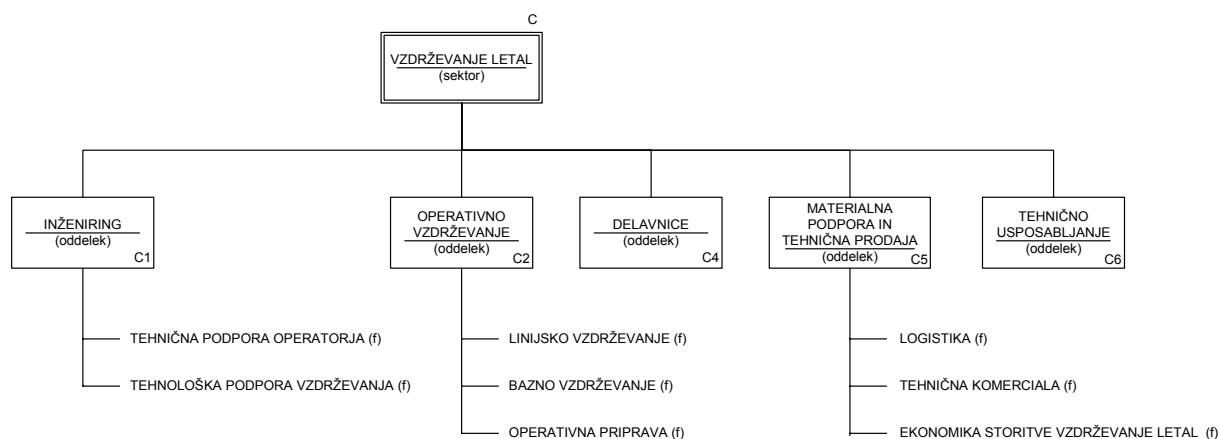 C
VZDRŽEVANJE LETAL
(sektor)
INŽENIRING
(oddelek)
C1
OPERATIVNO
VZDRŽEVANJE
(oddelek)
C2
DELAVNICE
(oddelek)
C4
MATERIALNA
PODPORA IN
TEHNIČNA PRODAJA
(oddelek)
C5
TEHNIČNO
USPOSABLJANJE
(oddelek)
C6
TEHNIČNA PODPORA OPERATORJA (f)
TEHNOLOŠKA PODPORA VZDRŽEVANJA (f)
LINIJSKO VZDRŽEVANJE (f)
BAZNO VZDRŽEVANJE (f)
OPERATIVNA PRIPRAVA (f)
LOGISTIKA (f)
TEHNIČNA KOMERCIALA (f)
EKONOMIKA STORITVE VZDRŽEVANJE LETAL (f)